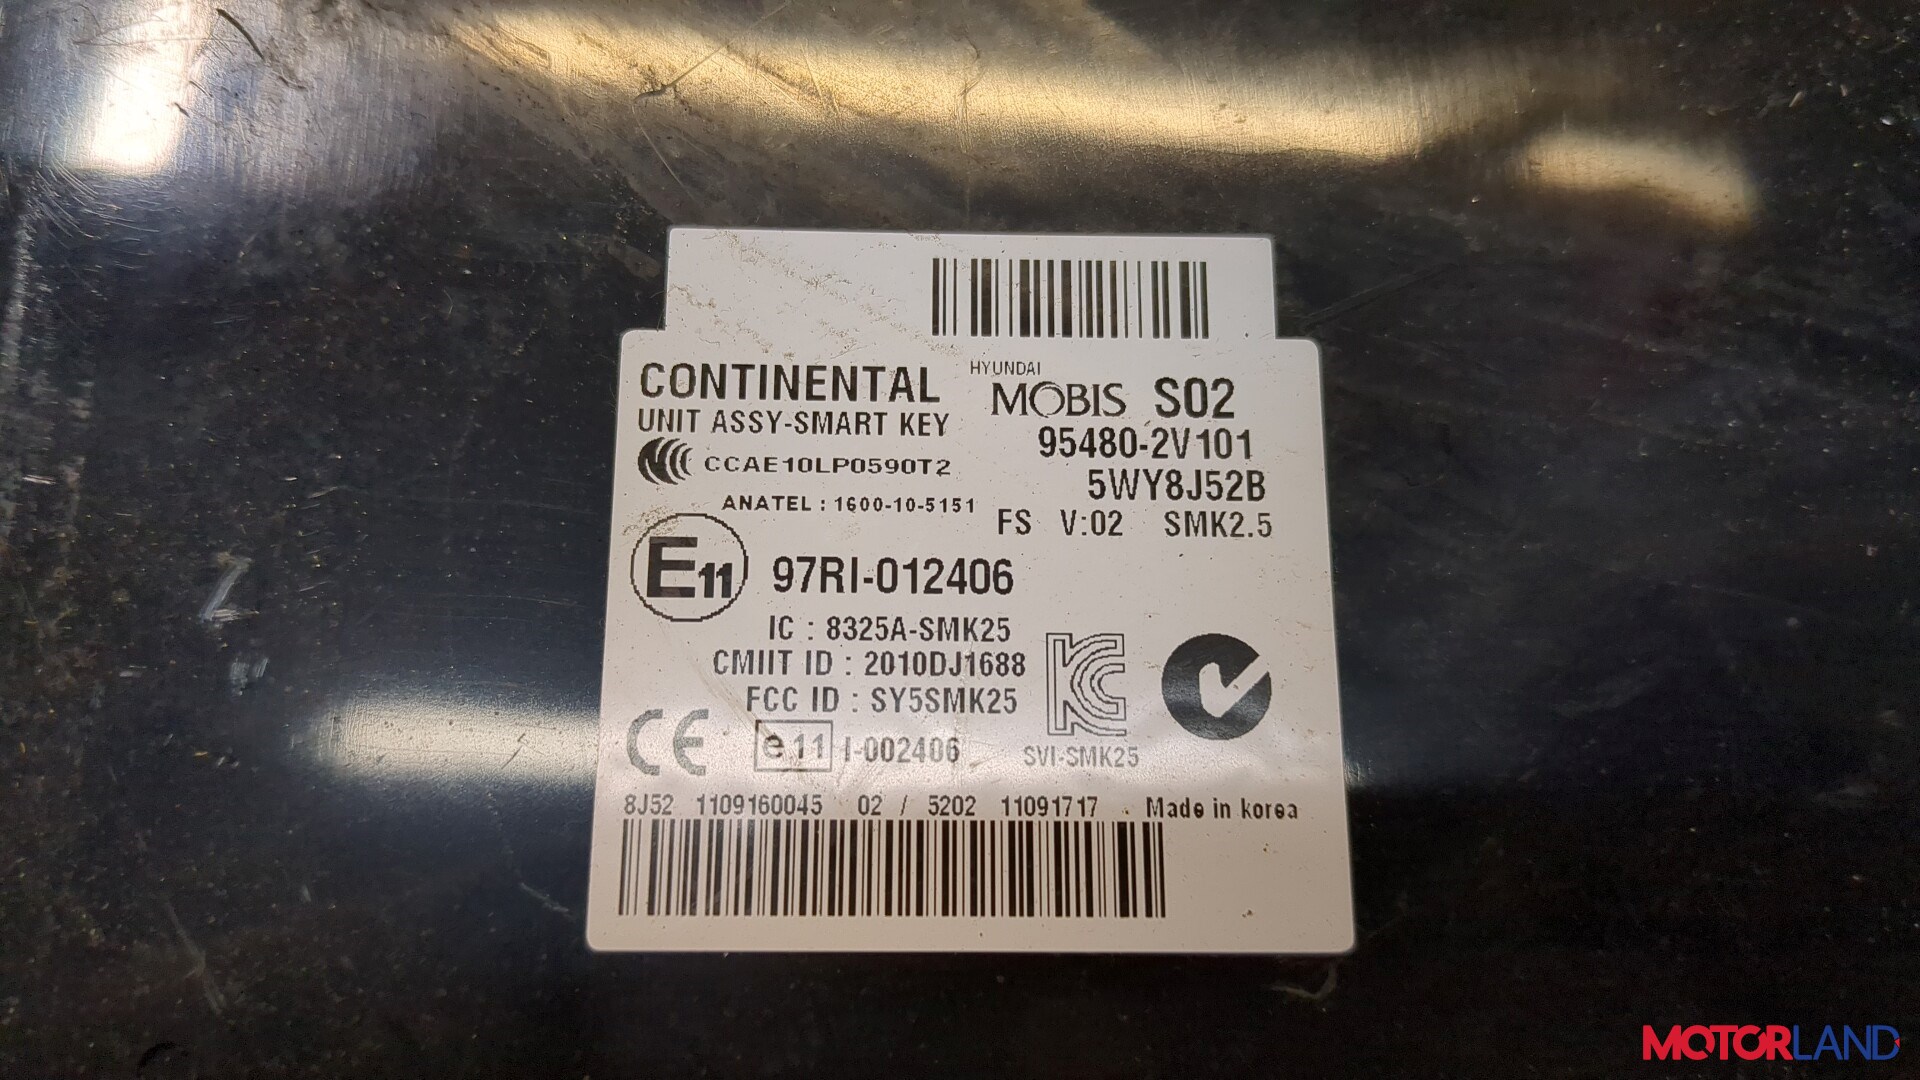 CONTINENTAL
UNIT ASSY-SMART KEY
HYUNDAI
MOBIS S02
95480-2V101
5WY8J52B
CCAE10LP0590T2
ANATEL : 1600-10-5151
FS V:02 SMK2.5
E11 97RI-012406
IC : 8325A-SMK25
CMIIT ID : 2010DJ1688
FCC ID : SY5SMK25
KC
CE e11 I-002406
SVI-SMK25
8J52 1109160045 02 / 5202 11091717 Made in korea
MOTORLAND